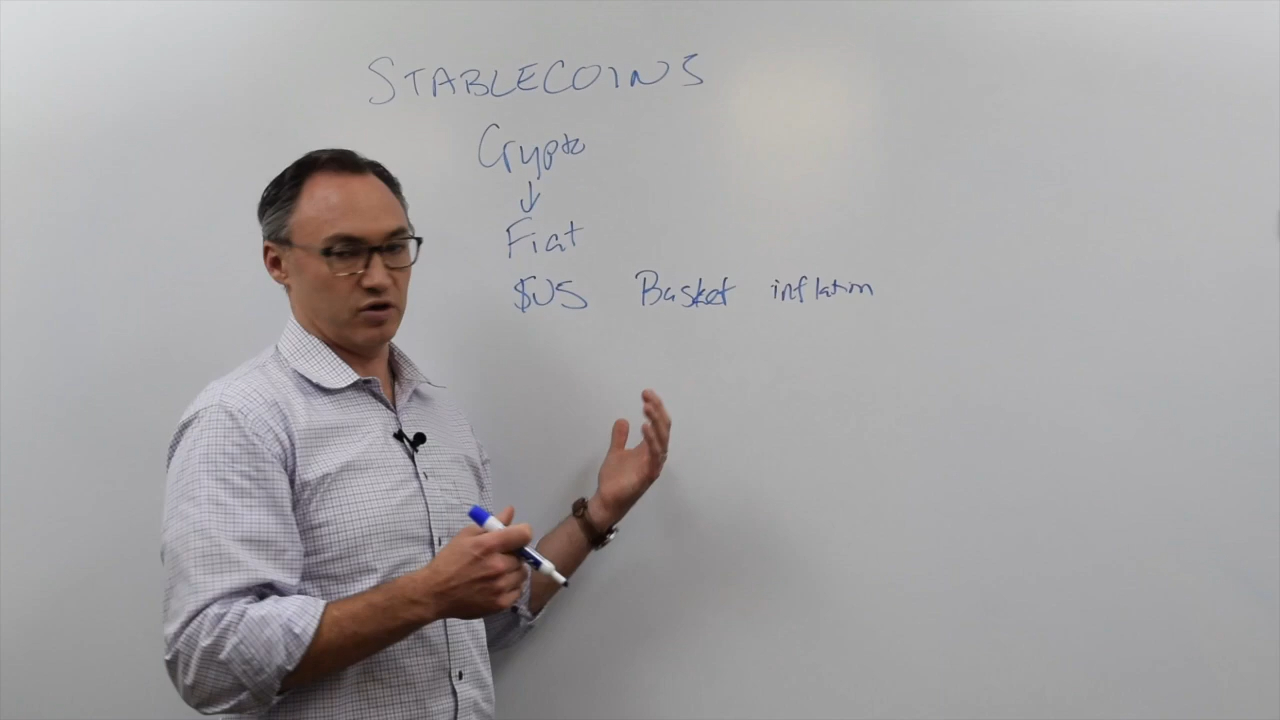 STABLECOINS
Crypto
↓
Fiat
$US Basket inflation